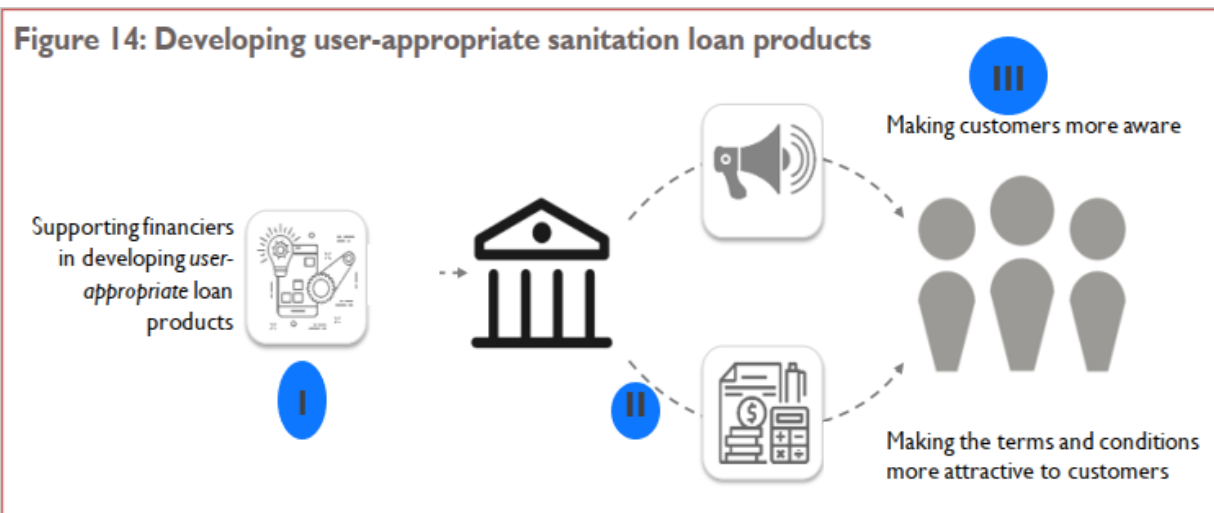 Figure 14: Developing user-appropriate sanitation loan products
III
Making customers more aware
Supporting financiers
in developing user-
appropriate loan
products
I
II
$
Making the terms and conditions
more attractive to customers